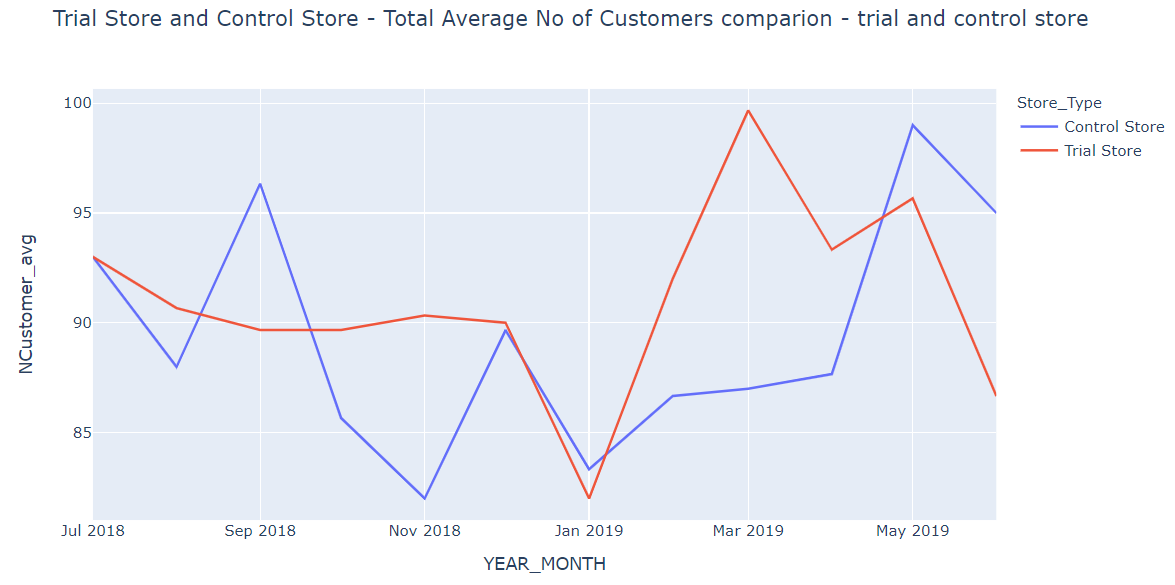 Trial Store and Control Store - Total Average No of Customers comparion - trial and control store
Store_Type
Control Store
Trial Store
100
95
90
85
NCustomer_avg
Jul 2018
Sep 2018
Nov 2018
Jan 2019
Mar 2019
May 2019
YEAR_MONTH